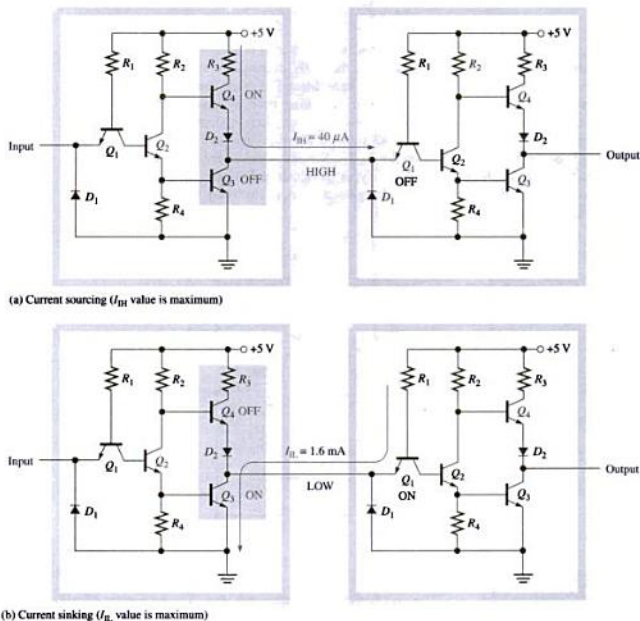 +5 V
+5 V
R1
R2
R3
R1
R2
R3
Q4 ON
Q4
D2
IIH = 40 μA
D2
Input
Output
Q1
Q2
HIGH
Q1
OFF
Q2
Q3 OFF
Q3
D1
R4
D1
R4
(a) Current sourcing (IIH value is maximum)
+5 V
+5 V
R1
R2
R3
R1
R2
R3
Q4 OFF
Q4
D2
IIL = 1.6 mA
D2
Input
Output
Q1
Q2
LOW
Q1
ON
Q2
Q3 ON
Q3
D1
R4
D1
R4
(b) Current sinking (IIL value is maximum)